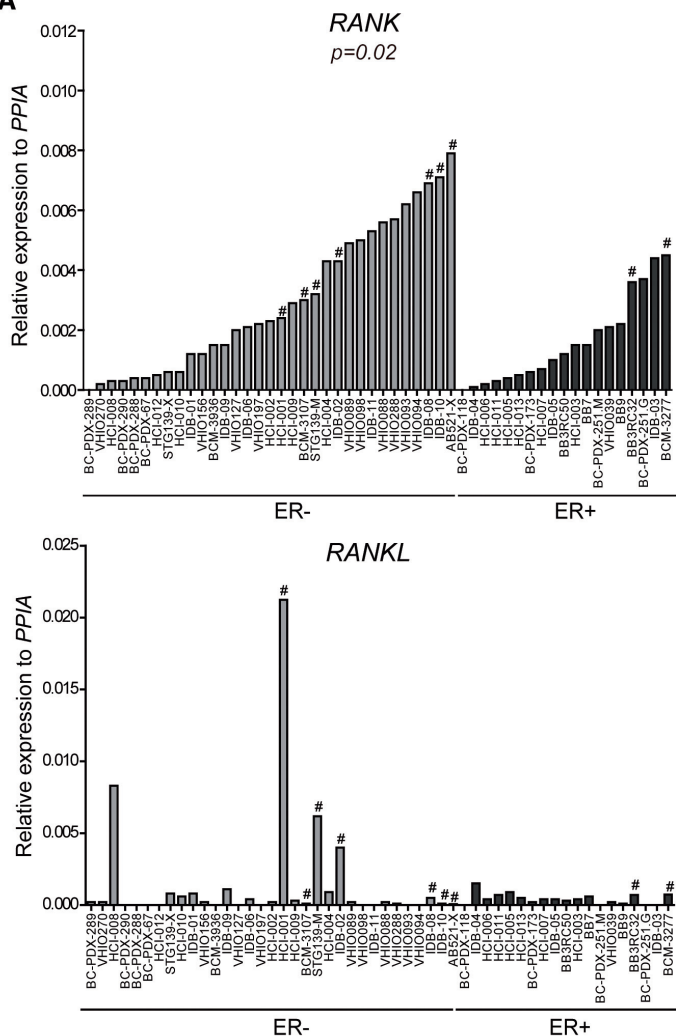 A
RANK
p=0.02
Relative expression to PPIA
0.012
0.010
0.008
0.006
0.004
0.002
0.000
#
#
#
#
#
#
#
#
#
BC-PDX-289
VHIO270
HCI-008
BC-PDX-290
BC-PDX-288
BC-PDX-67
HCI-012
STG139-X
HCI-010
IDB-01
VHIO156
BCM-3936
IDB-09
VHIO127
IDB-06
VHIO197
HCI-002
HCI-001
HCI-009
BCM-3107
STG139-M
HCI-004
IDB-02
VHIO089
VHIO098
IDB-11
VHIO088
VHIO288
VHIO093
VHIO094
IDB-08
IDB-10
AB521-X
BC-PDX-118
IDB-04
HCI-006
HCI-011
HCI-005
HCI-013
BC-PDX-173
HCI-007
IDB-05
BB3RC50
HCI-003
BB7
BC-PDX-251.M
VHIO039
BB9
BB3RC32
BC-PDX-251.G
IDB-03
BCM-3277
ER-
ER+
RANKL
Relative expression to PPIA
0.025
0.020
0.015
0.010
0.005
0.000
#
#
#
#
#
#
#
#
#
BC-PDX-289
VHIO270
HCI-008
BC-PDX-290
BC-PDX-288
BC-PDX-67
HCI-012
STG139-X
HCI-010
IDB-01
VHIO156
BCM-3936
IDB-09
VHIO127
IDB-06
VHIO197
HCI-002
HCI-001
HCI-009
BCM-3107
STG139-M
HCI-004
IDB-02
VHIO089
VHIO098
IDB-11
VHIO088
VHIO288
VHIO093
VHIO094
IDB-08
IDB-10
AB521-X
BC-PDX-118
IDB-04
HCI-006
HCI-011
HCI-005
HCI-013
BC-PDX-173
HCI-007
IDB-05
BB3RC50
HCI-003
BB7
BC-PDX-251.M
VHIO039
BB9
BB3RC32
BC-PDX-251.G
IDB-03
BCM-3277
ER-
ER+